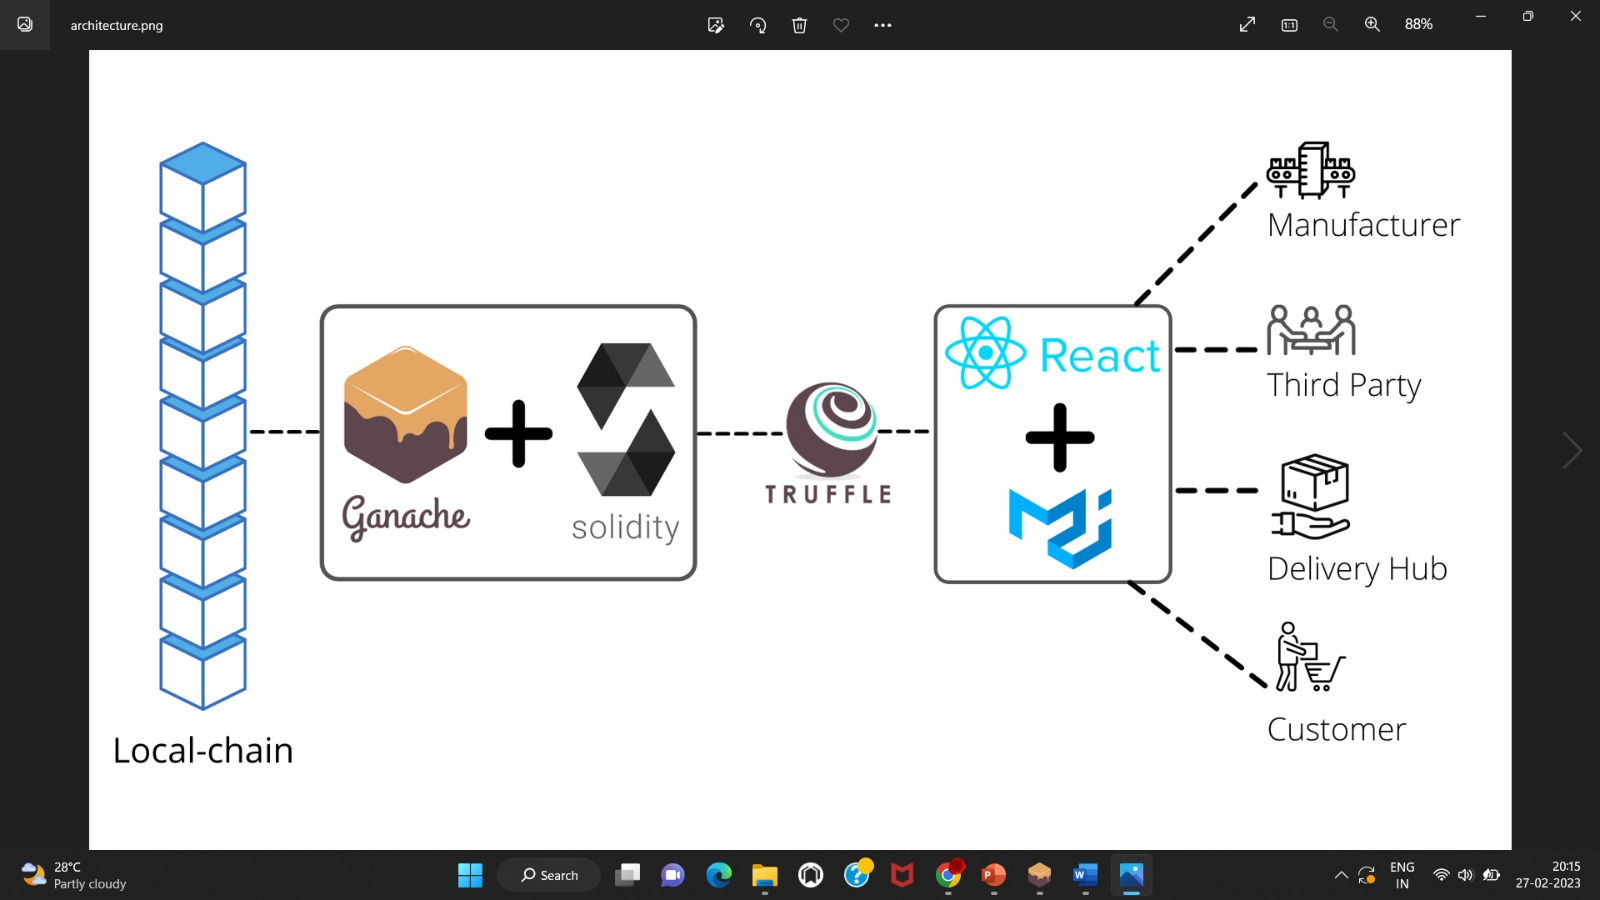 architecture.png
88%
Manufacturer
React
Third Party
Ganache
solidity
TRUFFLE
Delivery Hub
Customer
Local-chain
28°C
Partly cloudy
Search
ENG
IN
20:15
27-02-2023